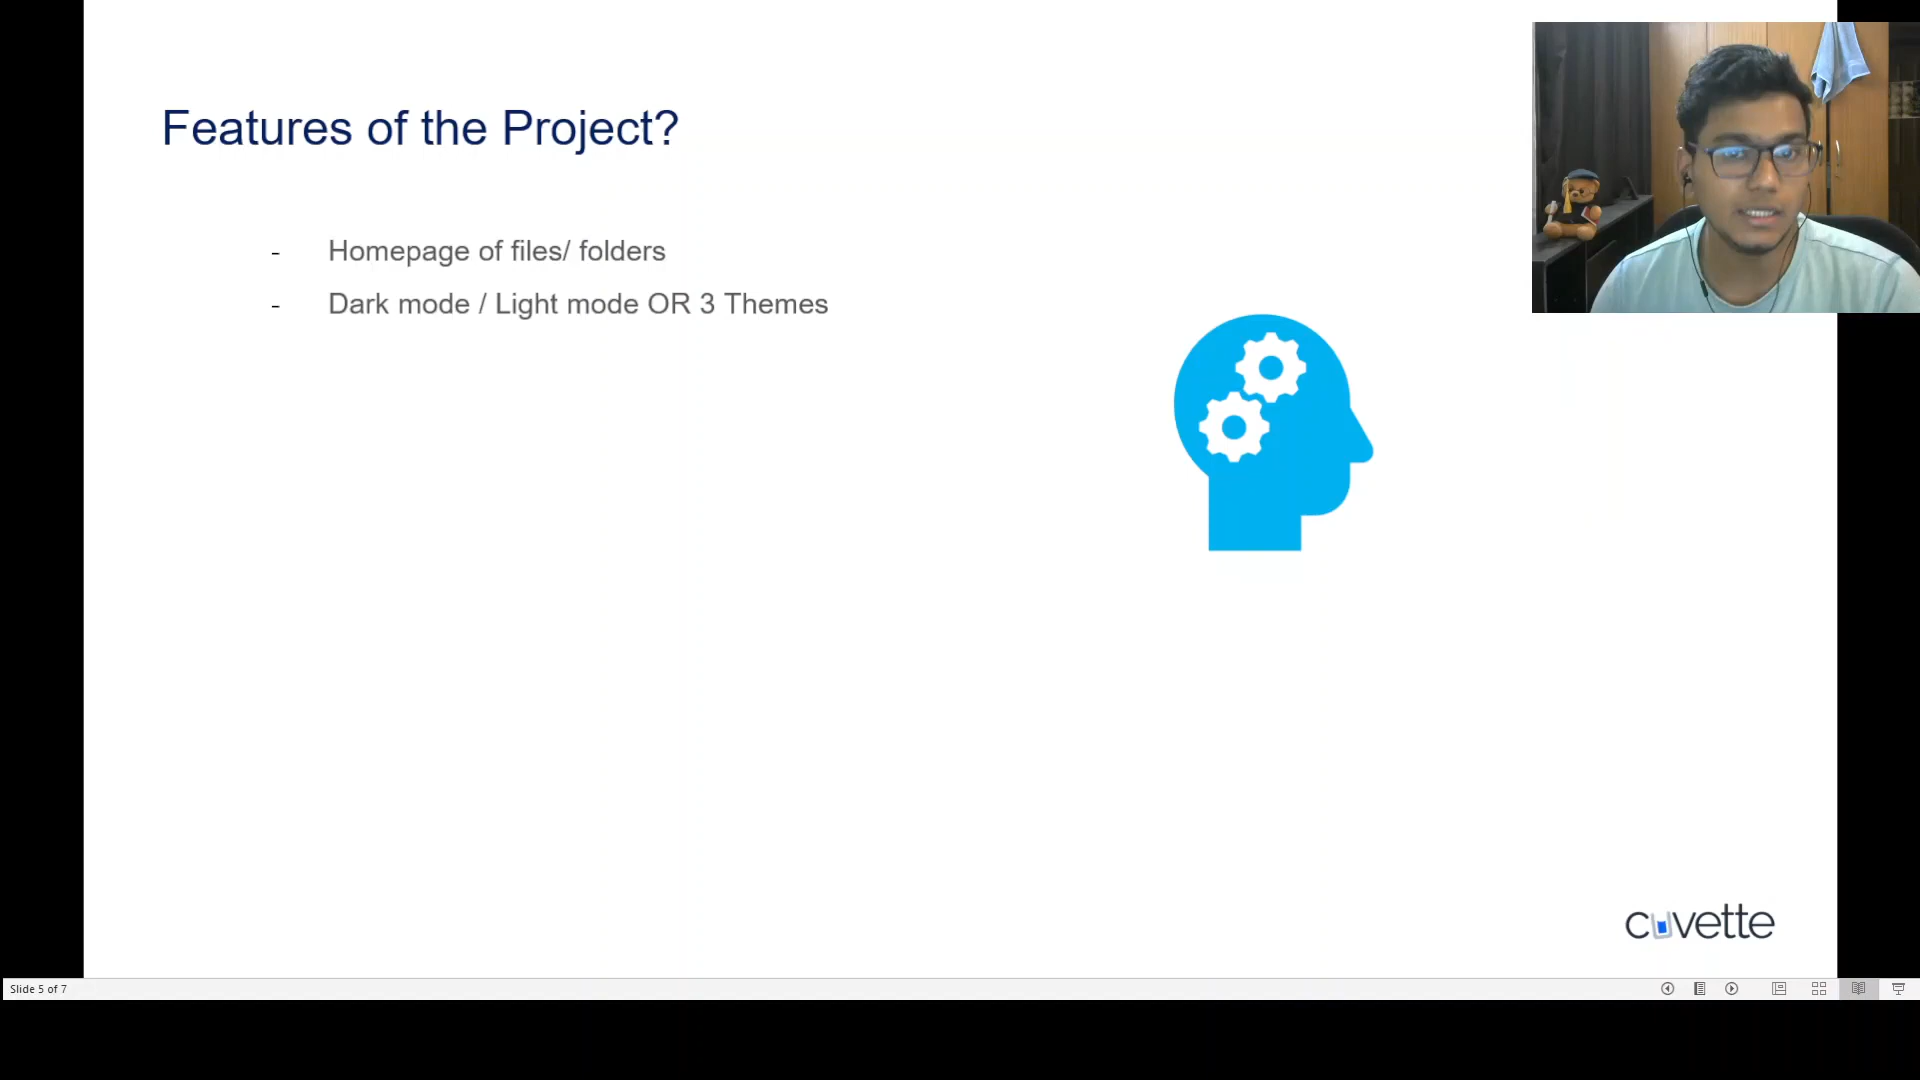 Features of the Project?
- Homepage of files/ folders
- Dark mode / Light mode OR 3 Themes
cuvette
Slide 5 of 7